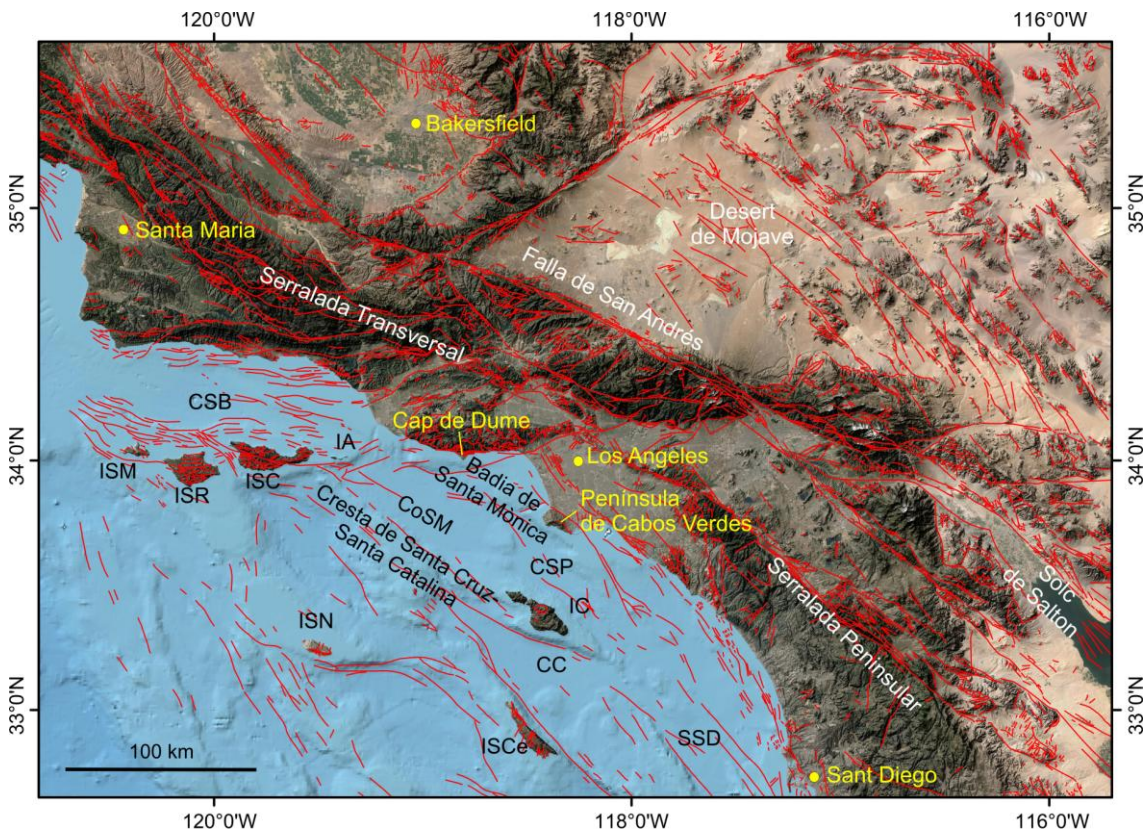 120°0'W 118°0'W 116°0'W
35°0'N
34°0'N
33°0'N
35°0'N
34°0'N
33°0'N
Bakersfield
Santa Maria
Desert
de Mojave
Falla de San Andrés
Serralada Transversal
CSB
Cap de Dume
IA
Los Angeles
ISM
ISR
ISC
Badia de
Santa Mònica
Península
de Cabos Verdes
CoSM
Cresta de Santa Cruz-
Santa Catalina
CSP
IC
Solc
de Salton
Serralada Peninsular
ISN
CC
ISCe
SSD
100 km
Sant Diego
120°0'W 118°0'W 116°0'W